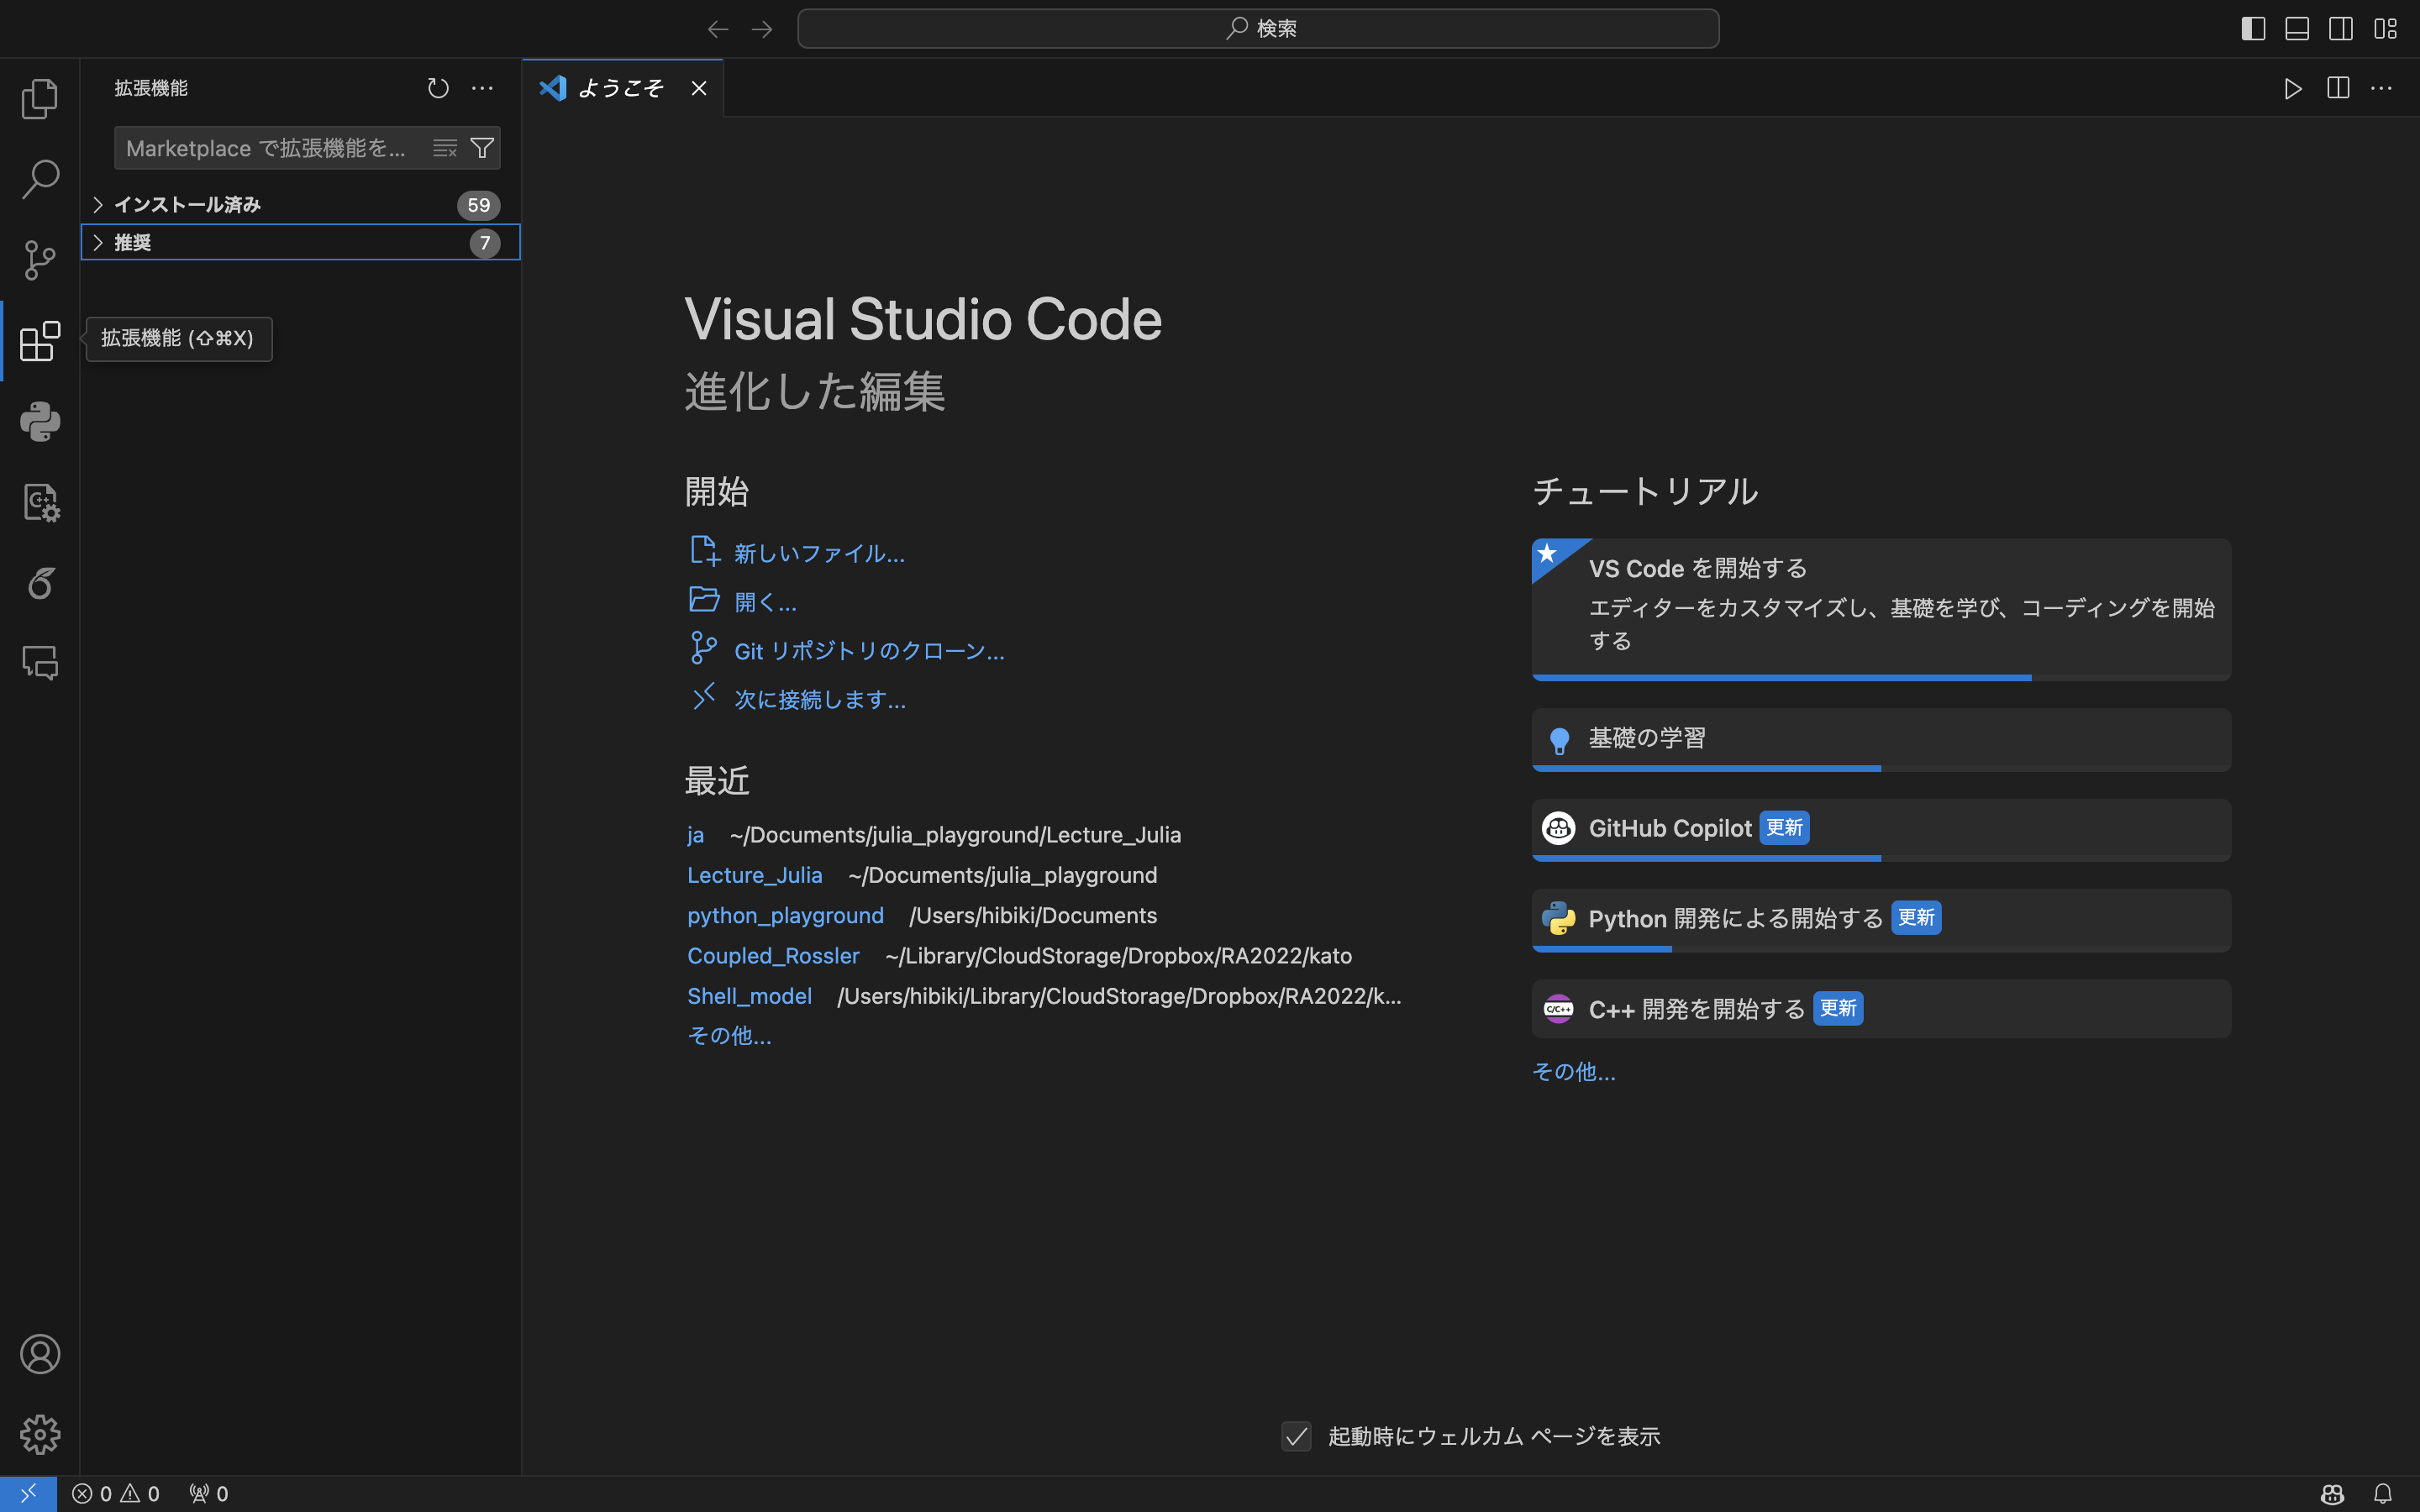 検索
拡張機能
Marketplace で拡張機能を...
インストール済み 59
推奨 7
拡張機能 (⇧⌘X)
ようこそ
Visual Studio Code
進化した編集
開始
新しいファイル...
開く...
Git リポジトリのクローン...
次に接続します...
最近
ja ~/Documents/julia_playground/Lecture_Julia
Lecture_Julia ~/Documents/julia_playground
python_playground /Users/hibiki/Documents
Coupled_Rossler ~/Library/CloudStorage/Dropbox/RA2022/kato
Shell_model /Users/hibiki/Library/CloudStorage/Dropbox/RA2022/k...
その他...
チュートリアル
VS Code を開始する
エディターをカスタマイズし、基礎を学び、コーディングを開始
する
基礎の学習
GitHub Copilot 更新
Python 開発による開始する 更新
C/C++ C++ 開発を開始する 更新
その他...
起動時にウェルカム ページを表示
0 0 0